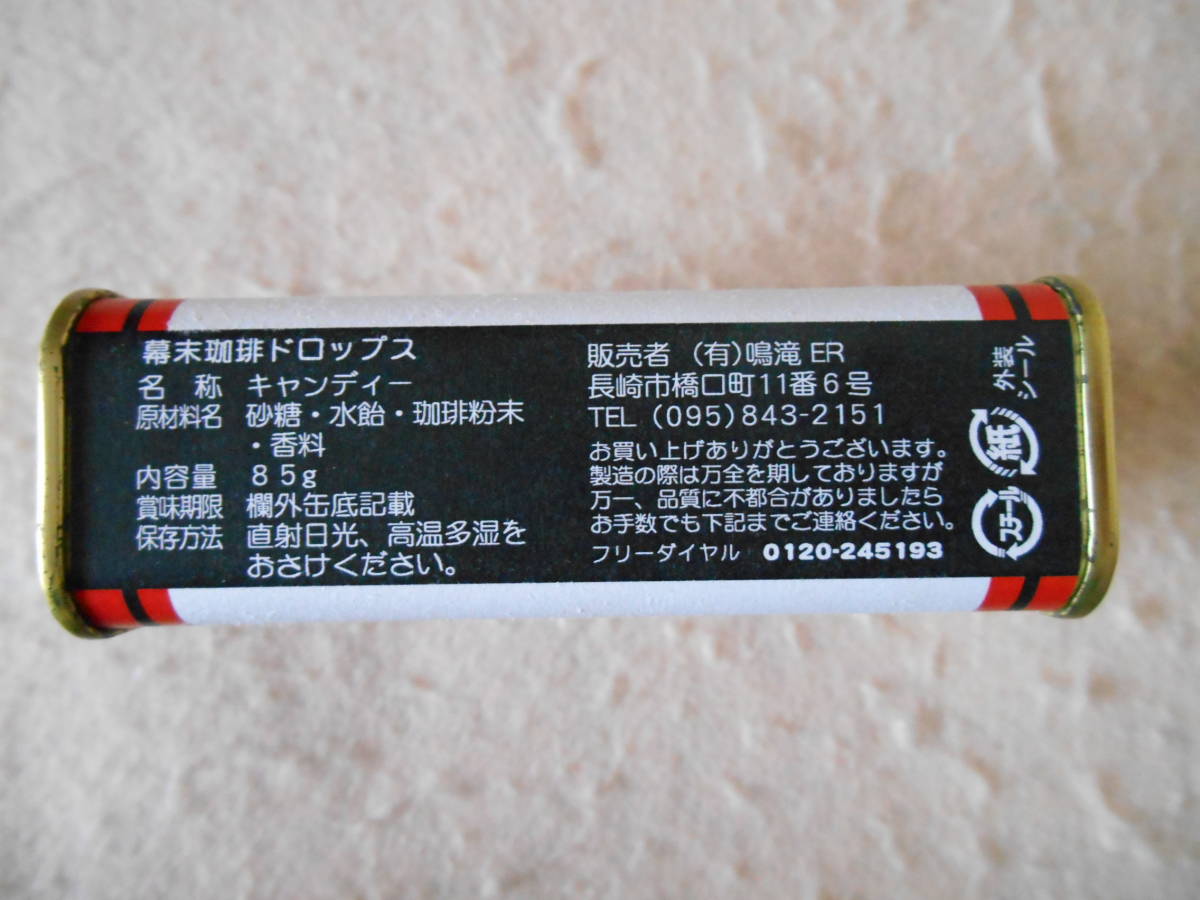 幕末珈琲ドロップス
名 称 キャンディー
原材料名 砂糖・水飴・珈琲粉末
・香料
内容量 85g
賞味期限 欄外缶底記載
保存方法 直射日光、高温多湿を
おさけください。
販売者 (有)鳴滝 ER
長崎市橋口町11番6号
TEL (095)843-2151
お買い上げありがとうございます。
製造の際は万全を期しておりますが
万一、品質に不都合がありましたら
お手数でも下記までご連絡ください。
フリーダイヤル 0120-245193
外装
シール
紙
スチール